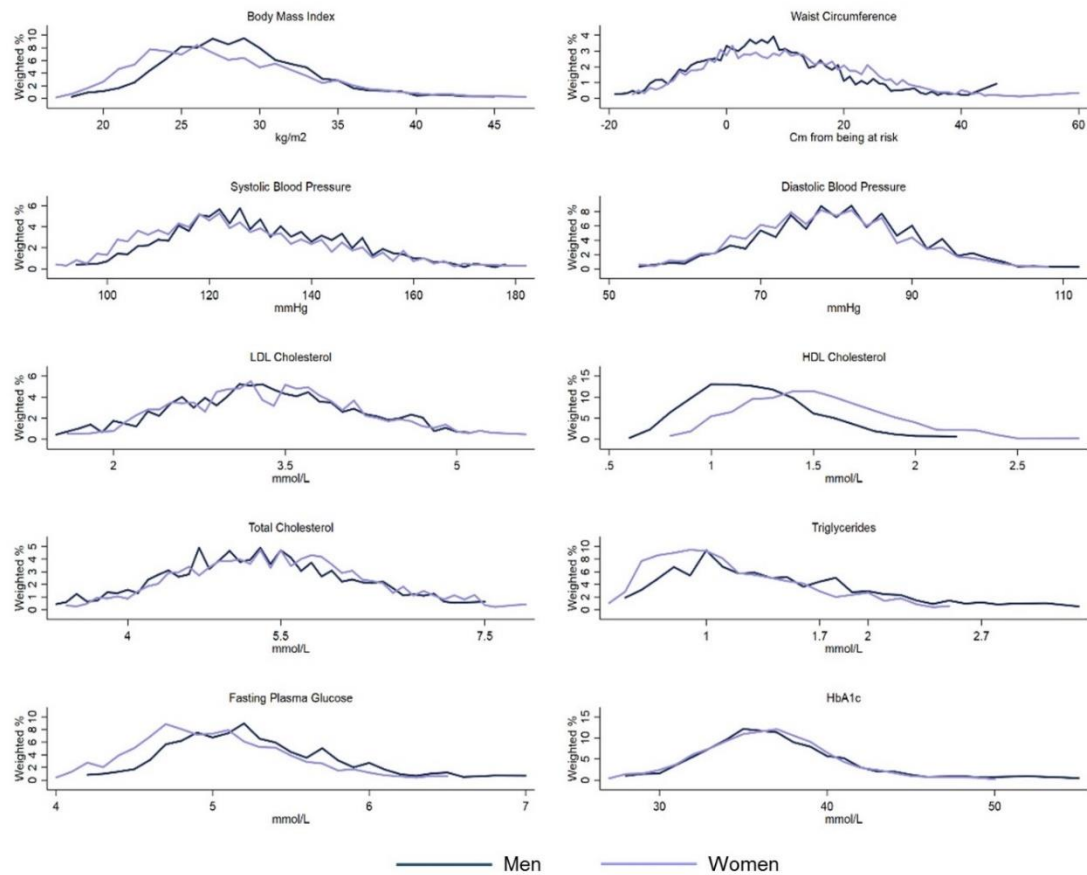 Body Mass Index
Weighted %
0 2 4 6 8 10
20 25 30 35 40 45
kg/m2
Waist Circumference
Weighted %
0 1 2 3 4
-20 0 20 40 60
Cm from being at risk
Systolic Blood Pressure
Weighted %
0 2 4 6
100 120 140 160 180
mmHg
Diastolic Blood Pressure
Weighted %
0 2 4 6 8
50 70 90 110
mmHg
LDL Cholesterol
Weighted %
0 2 4 6
2 3.5 5
mmol/L
HDL Cholesterol
Weighted %
0 5 10 15
.5 1 1.5 2 2.5
mmol/L
Total Cholesterol
Weighted %
0 1 2 3 4 5
4 5.5 7.5
mmol/L
Triglycerides
Weighted %
0 2 4 6 8 10
1 1.7 2 2.7
mmol/L
Fasting Plasma Glucose
Weighted %
0 2 4 6 8 10
4 5 6 7
mmol/L
HbA1c
Weighted %
0 5 10 15
30 40 50
mmol/L
Men Women